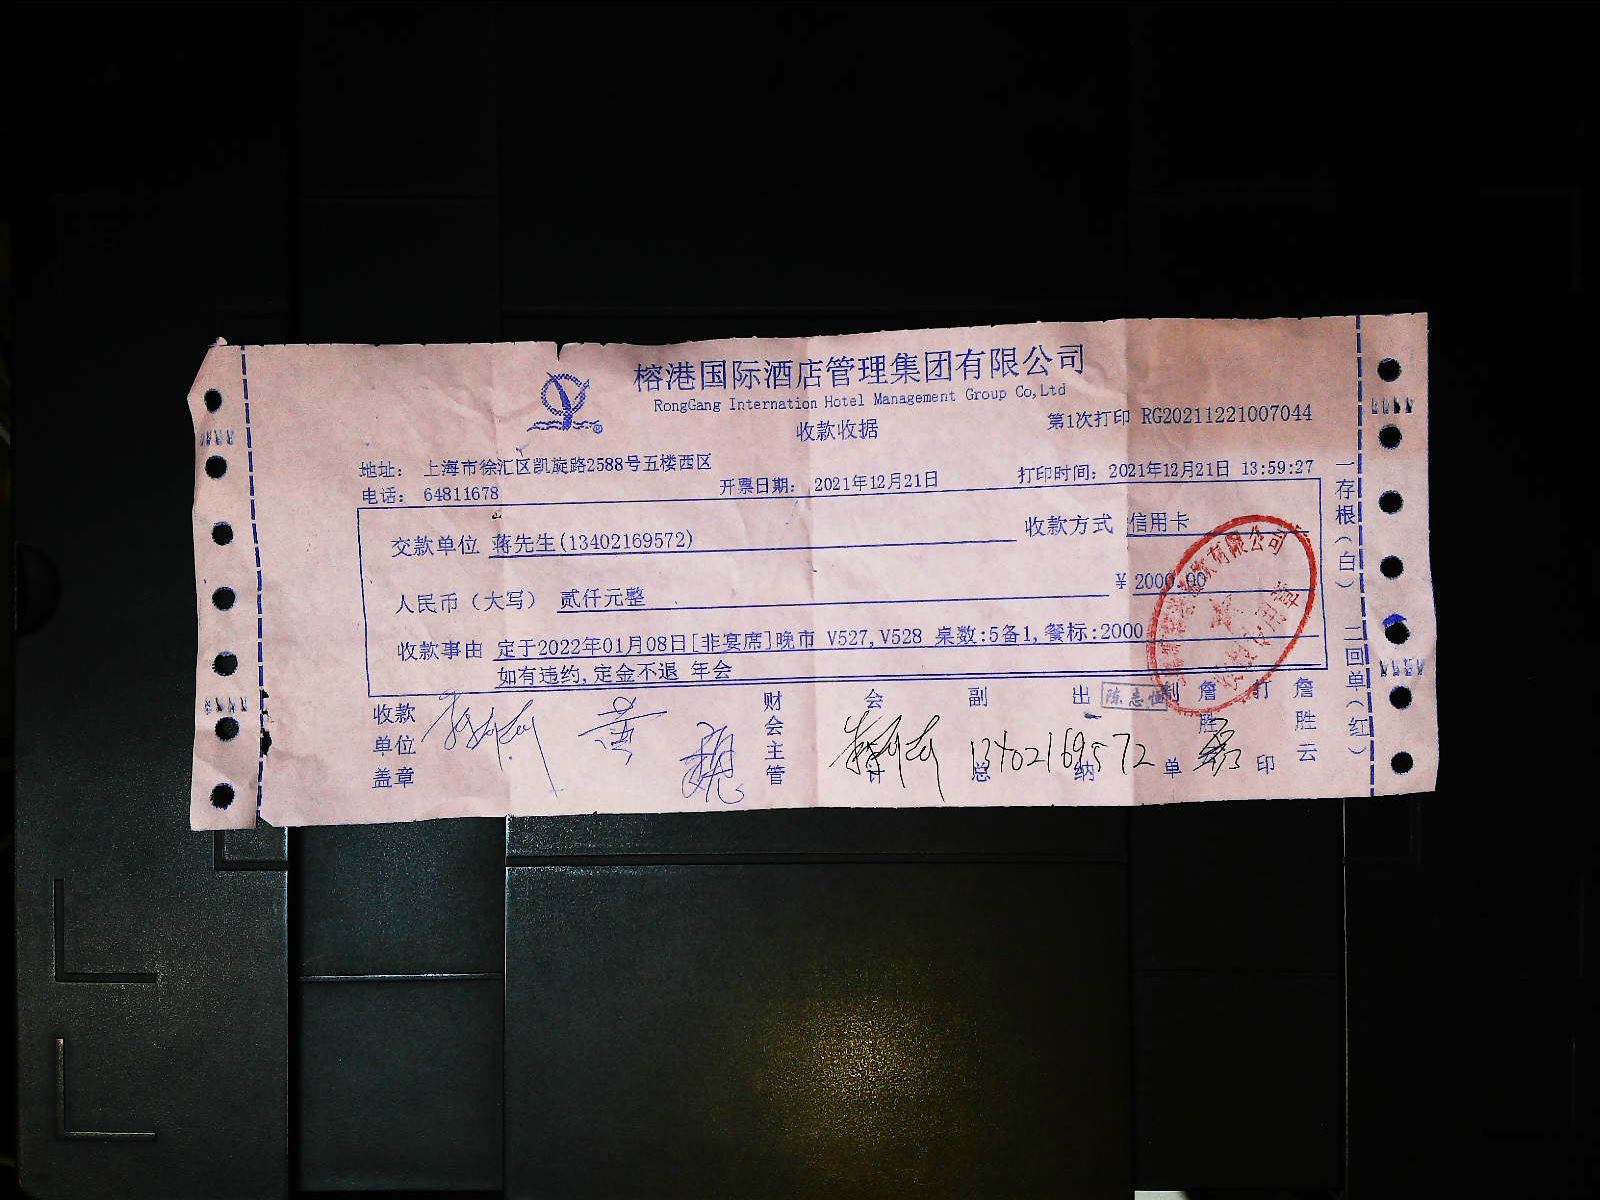 榕港国际酒店管理集团有限公司
RongGang Internation Hotel Management Group Co,Ltd
收款收据
第1次打印 RG20211221007044
地址： 上海市徐汇区凯旋路2588号五楼西区
电话： 64811678
开票日期： 2021年12月21日
打印时间： 2021年12月21日 13:59:27
交款单位 蒋先生(13402169572)
收款方式 信用卡
人民币（大写） 贰仟元整
￥2000.00
收款事由 定于2022年01月08日[非宴席]晚市 V527,V528 桌数:5备1,餐标:2000
如有违约,定金不退 年会
收款单位盖章
黄
财会主管
会计
副总
出纳
制单
詹胜云
打印
詹胜云
13402169572
一存根（白） 二回单（红）